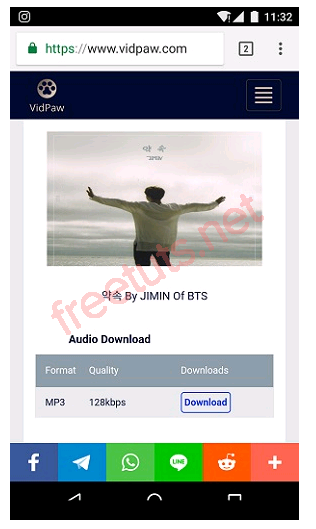 11:32
https://www.vidpaw.com
2
VidPaw
약속
JIMIN
약속 By JIMIN Of BTS
freetuts.net
Audio Download
Format Quality Downloads
MP3 128kbps Download
f LINE +